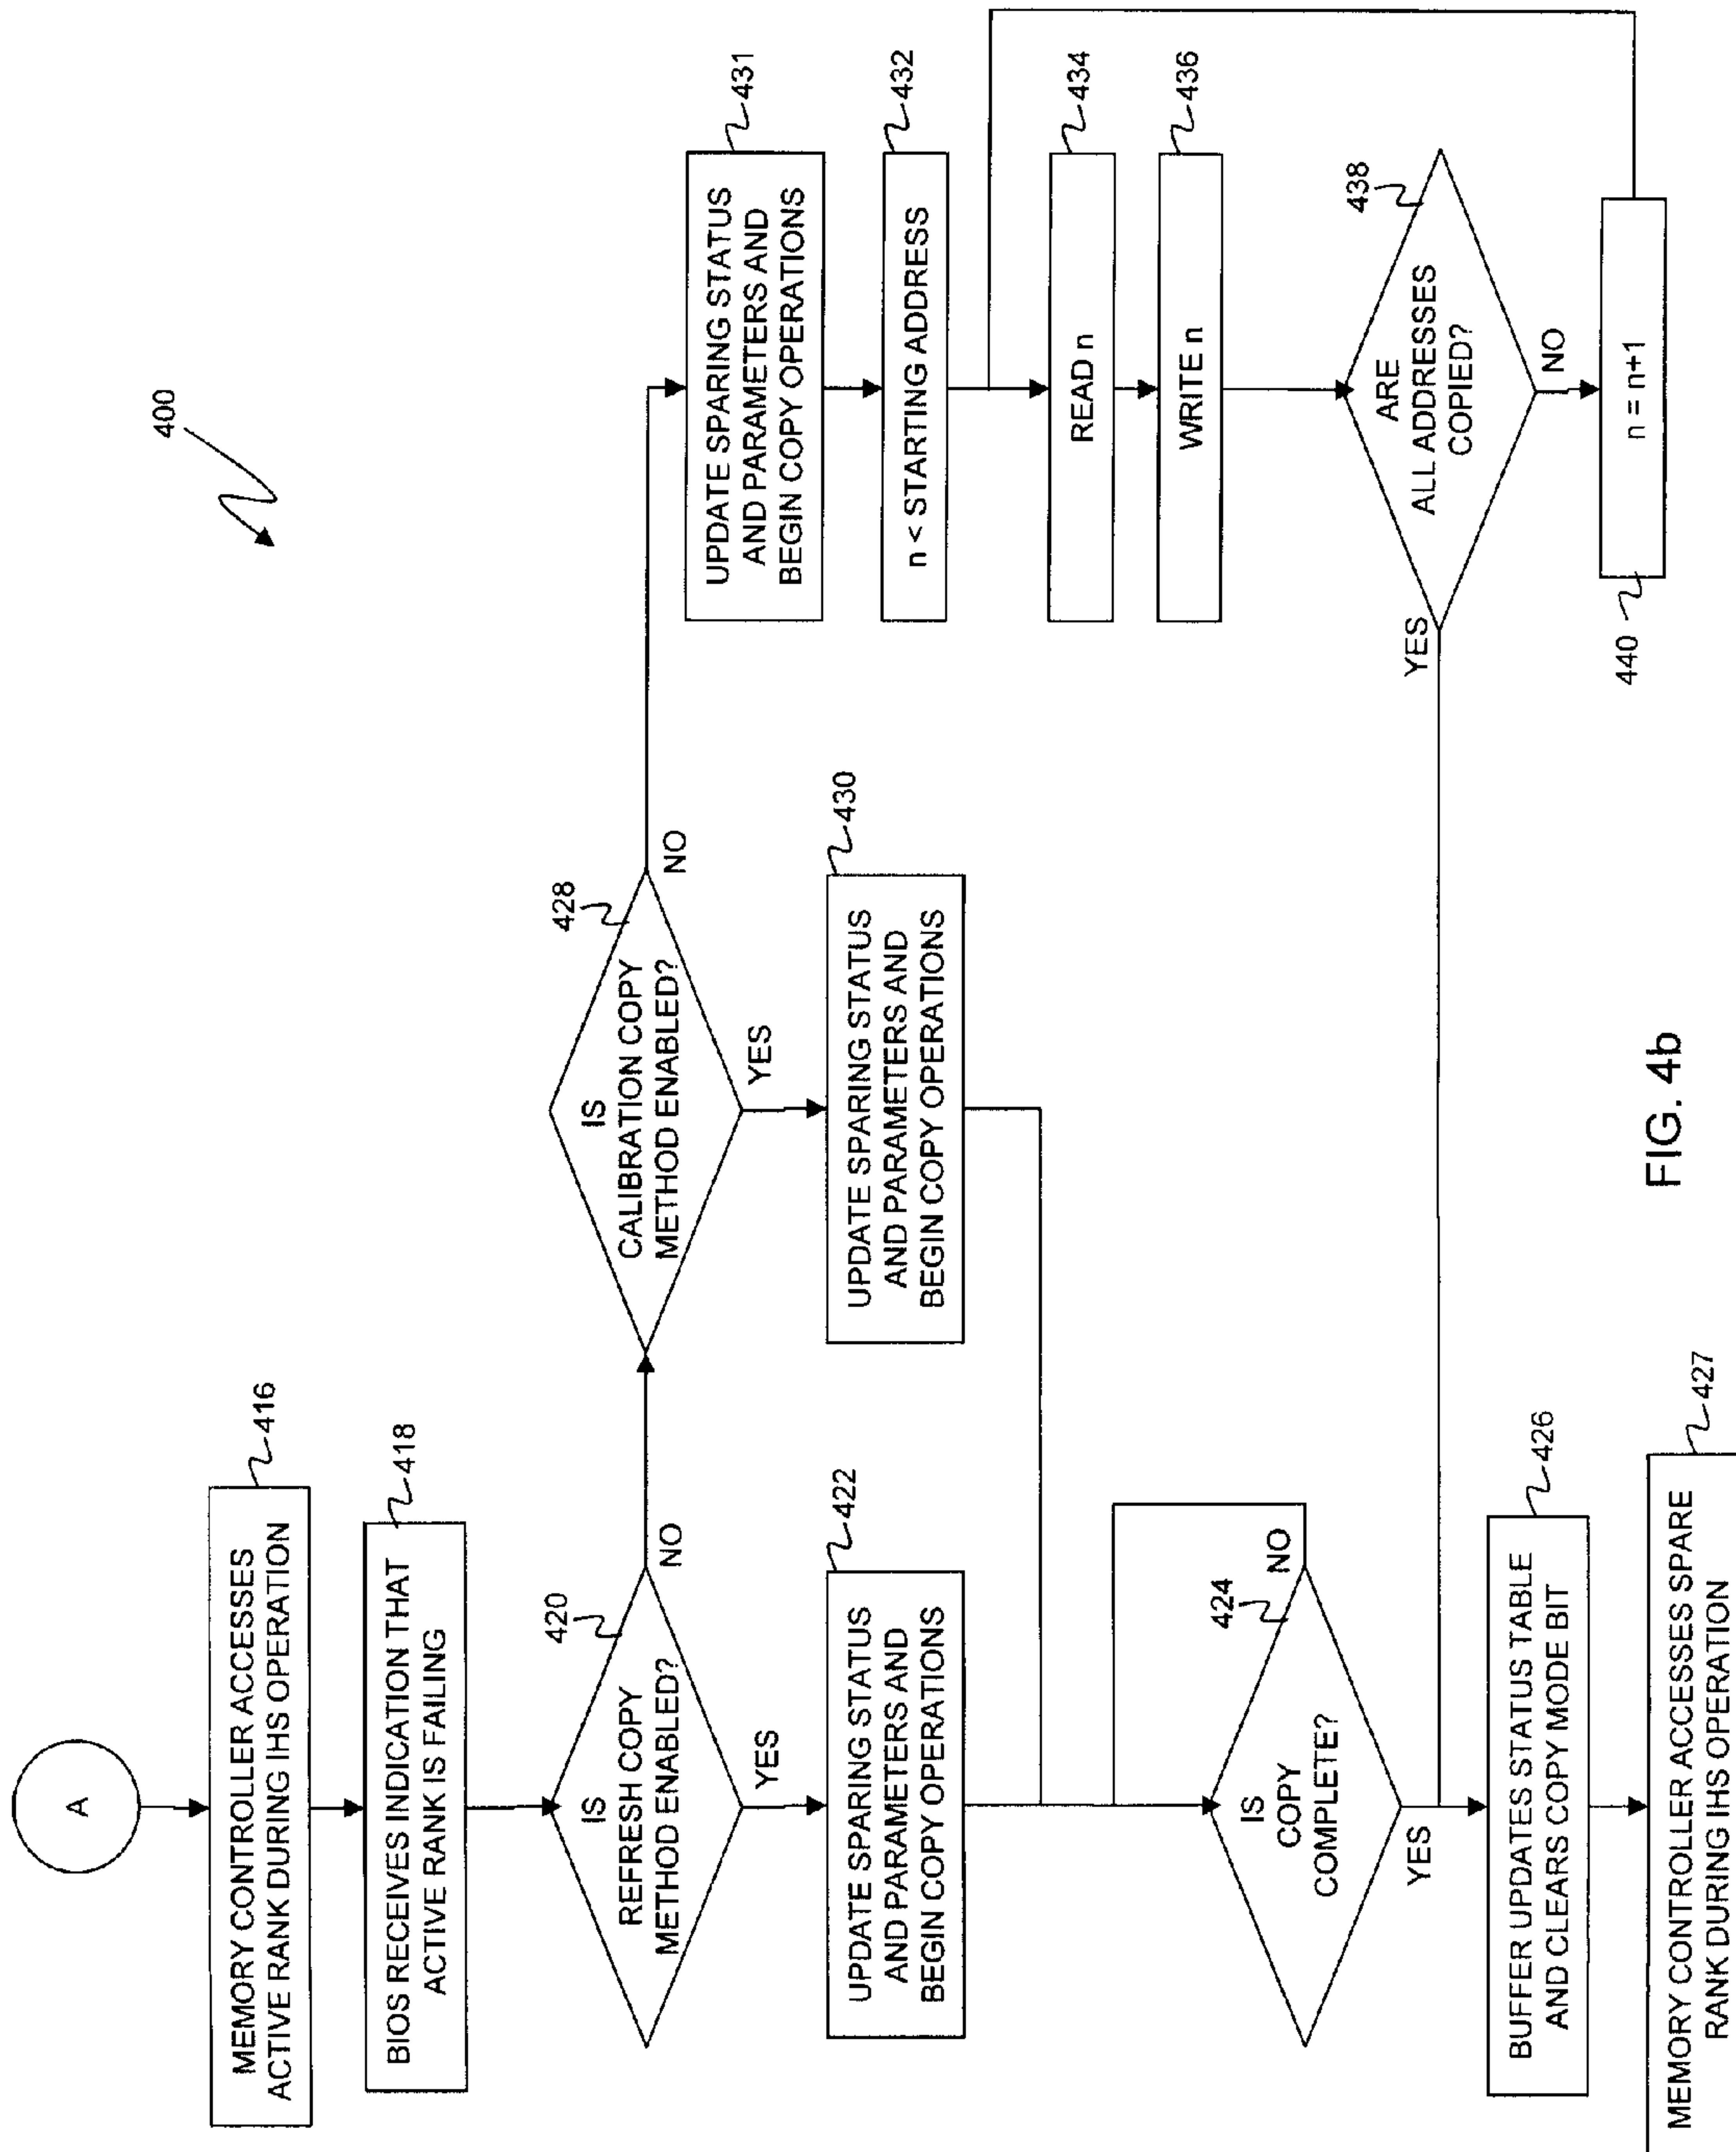 400
A
MEMORY CONTROLLER ACCESSES
ACTIVE RANK DURING IHS OPERATION
416
BIOS RECEIVES INDICATION THAT
ACTIVE RANK IS FAILING
418
420
IS
REFRESH COPY
METHOD ENABLED?
NO
YES
428
IS
CALIBRATION COPY
METHOD ENABLED?
NO
YES
422
UPDATE SPARING STATUS
AND PARAMETERS AND
BEGIN COPY OPERATIONS
430
UPDATE SPARING STATUS
AND PARAMETERS AND
BEGIN COPY OPERATIONS
431
UPDATE SPARING STATUS
AND PARAMETERS AND
BEGIN COPY OPERATIONS
432
n < STARTING ADDRESS
434
READ n
436
WRITE n
438
ARE
ALL ADDRESSES
COPIED?
YES
NO
n = n+1
440
424
IS
COPY
COMPLETE?
NO
YES
426
BUFFER UPDATES STATUS TABLE
AND CLEARS COPY MODE BIT
427
MEMORY CONTROLLER ACCESSES SPARE
RANK DURING IHS OPERATION
FIG. 4b